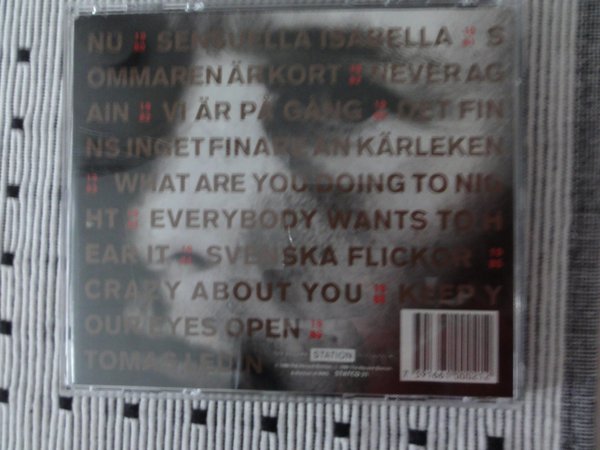 NU SENSUELLA ISABELLA S
OMMAREN ÄR KORT NEVER AG
AIN VI ÄR PÅ GÅNG DET FIN
NS INGET FINARE ÄN KÄRLEKEN
WHAT ARE YOU DOING TO NIG
HT EVERYBODY WANTS TO H
EAR IT SVENSKA FLICKOR
CRAZY ABOUT YOU KEEP Y
OUR EYES OPEN
TOMAS LEDIN
STATION